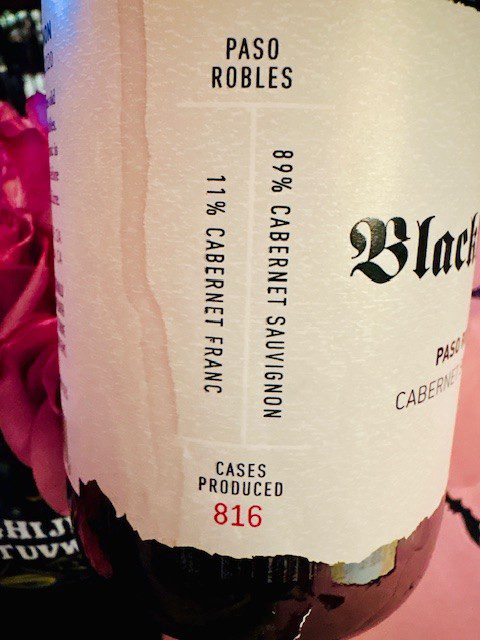 PASO
ROBLES
89% CABERNET SAUVIGNON
11% CABERNET FRANC
CASES
PRODUCED
816
Black
PASO
CABERNET